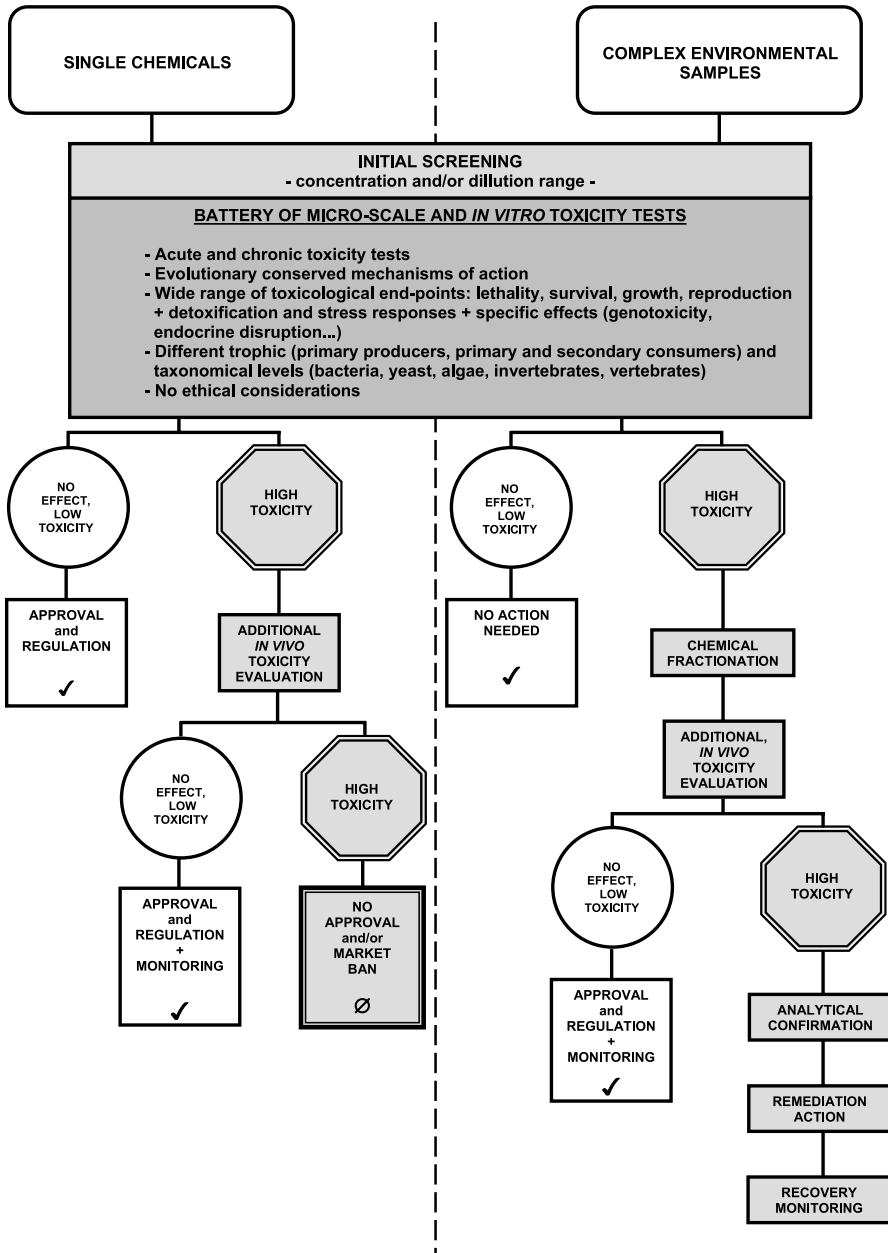 SINGLE CHEMICALS
COMPLEX ENVIRONMENTAL
SAMPLES
INITIAL SCREENING
- concentration and/or dilution range -
BATTERY OF MICRO-SCALE AND IN VITRO TOXICITY TESTS
- Acute and chronic toxicity tests
- Evolutionary conserved mechanisms of action
- Wide range of toxicological end-points: lethality, survival, growth, reproduction
+ detoxification and stress responses + specific effects (genotoxicity,
endocrine disruption...)
- Different trophic (primary producers, primary and secondary consumers) and
taxonomical levels (bacteria, yeast, algae, invertebrates, vertebrates)
- No ethical considerations
NO
EFFECT,
LOW
TOXICITY
HIGH
TOXICITY
NO
EFFECT,
LOW
TOXICITY
HIGH
TOXICITY
APPROVAL
and
REGULATION
✓
ADDITIONAL
IN VIVO
TOXICITY
EVALUATION
NO ACTION
NEEDED
✓
CHEMICAL
FRACTIONATION
NO
EFFECT,
LOW
TOXICITY
HIGH
TOXICITY
ADDITIONAL,
IN VIVO
TOXICITY
EVALUATION
APPROVAL
and
REGULATION
+
MONITORING
✓
NO
APPROVAL
and/or
MARKET
BAN
Ø
NO
EFFECT,
LOW
TOXICITY
HIGH
TOXICITY
APPROVAL
and
REGULATION
+
MONITORING
✓
ANALYTICAL
CONFIRMATION
REMEDIATION
ACTION
RECOVERY
MONITORING